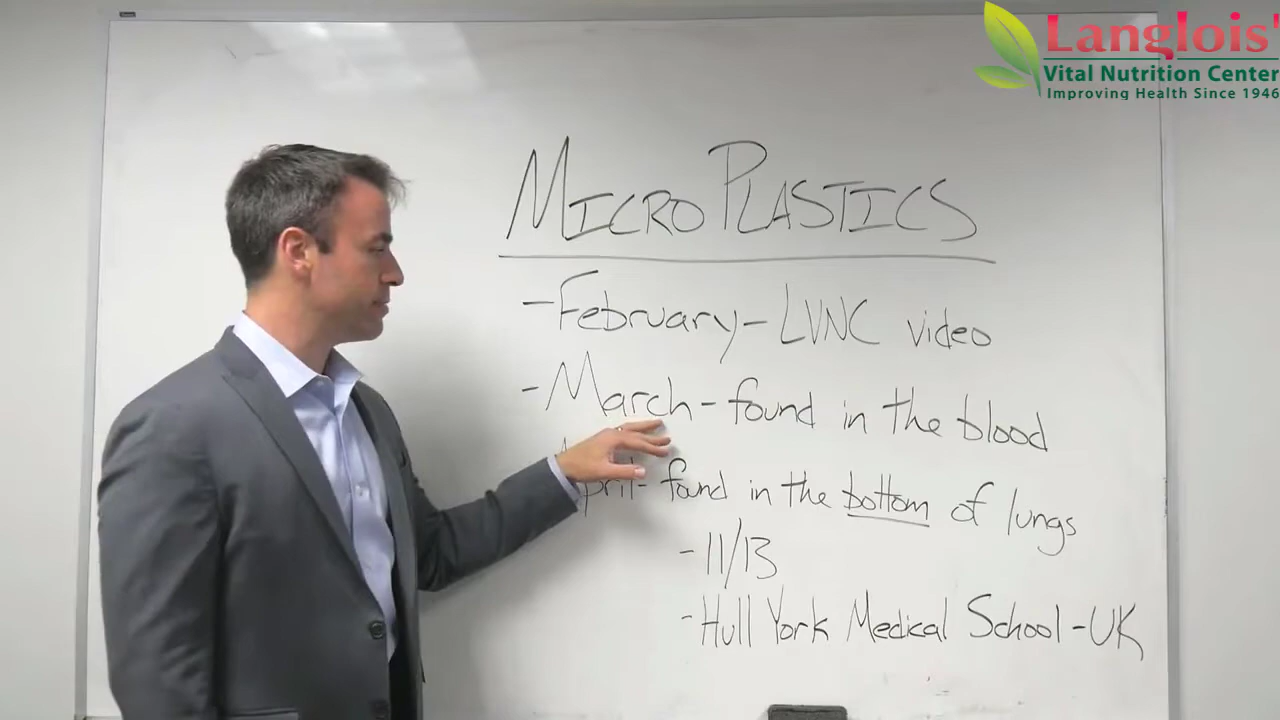 Langlois'
Vital Nutrition Center
Improving Health Since 1946
MICRO PLASTICS
- February - LVNC video
- March - found in the blood
April - found in the bottom of lungs
- 11/13
- Hull York Medical School - UK